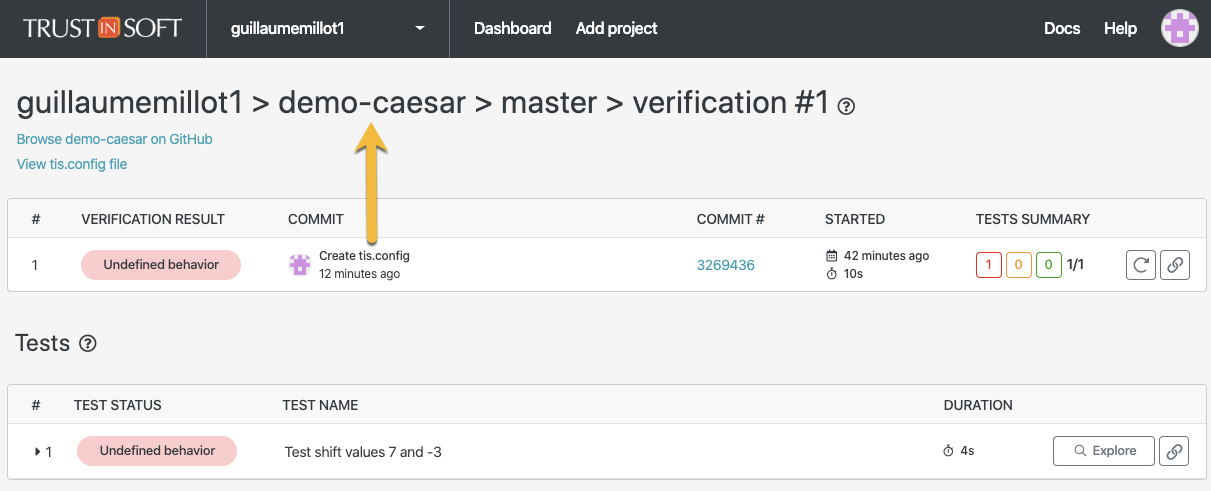 TRUST IN SOFT guillaumemillot1 Dashboard Add project Docs Help
guillaumemillot1 > demo-caesar > master > verification #1 ?
Browse demo-caesar on GitHub
View tis.config file
# VERIFICATION RESULT COMMIT COMMIT # STARTED TESTS SUMMARY
1 Undefined behavior Create tis.config 3269436 42 minutes ago 1 0 0 1/1
12 minutes ago 10s
Tests ?
# TEST STATUS TEST NAME DURATION
1 Undefined behavior Test shift values 7 and -3 4s Explore